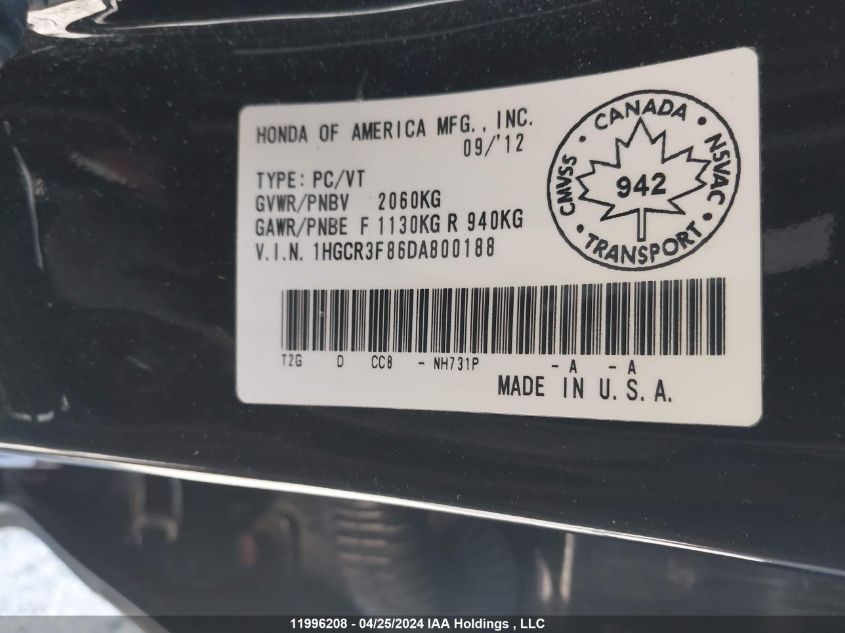 HONDA OF AMERICA MFG., INC.
09/'12
TYPE: PC/VT
GVWR/PNBV 2060KG
GAWR/PNBE F 1130KG R 940KG
V.I.N. 1HGCR3F86DA800188
CANADA
CMVSS • 942 • NSVAC
TRANSPORT
T2G D CC8 - NH731P - A - A
MADE IN U.S.A.
11996208 - 04/25/2024 IAA Holdings , LLC